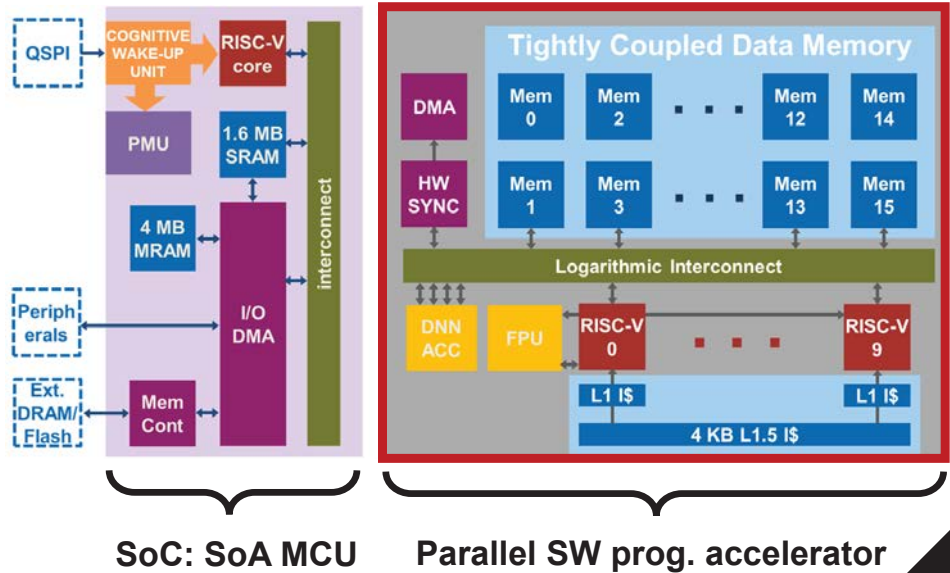 QSPI
COGNITIVE
WAKE-UP
UNIT
RISC-V
core
PMU
1.6 MB
SRAM
4 MB
MRAM
interconnect
Periph
erals
I/O
DMA
Ext.
DRAM/
Flash
Mem
Cont
SoC: SoA MCU
Tightly Coupled Data Memory
DMA
Mem
0
Mem
2
Mem
12
Mem
14
HW
SYNC
Mem
1
Mem
3
Mem
13
Mem
15
Logarithmic Interconnect
DNN
ACC
FPU
RISC-V
0
RISC-V
9
L1 I$
L1 I$
4 KB L1.5 I$
Parallel SW prog. accelerator